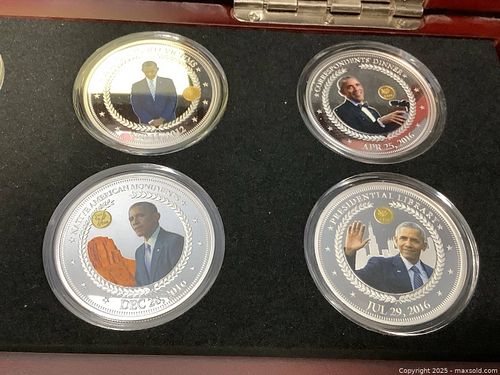 2012
CORRESPONDENTS' DINNER
APR 25, 2016
NATIVE AMERICAN MONUMENTS
DEC 28, 2016
PRESIDENTIAL LIBRARY
JUL 29, 2016
Copyright 2025 - maxsold.com